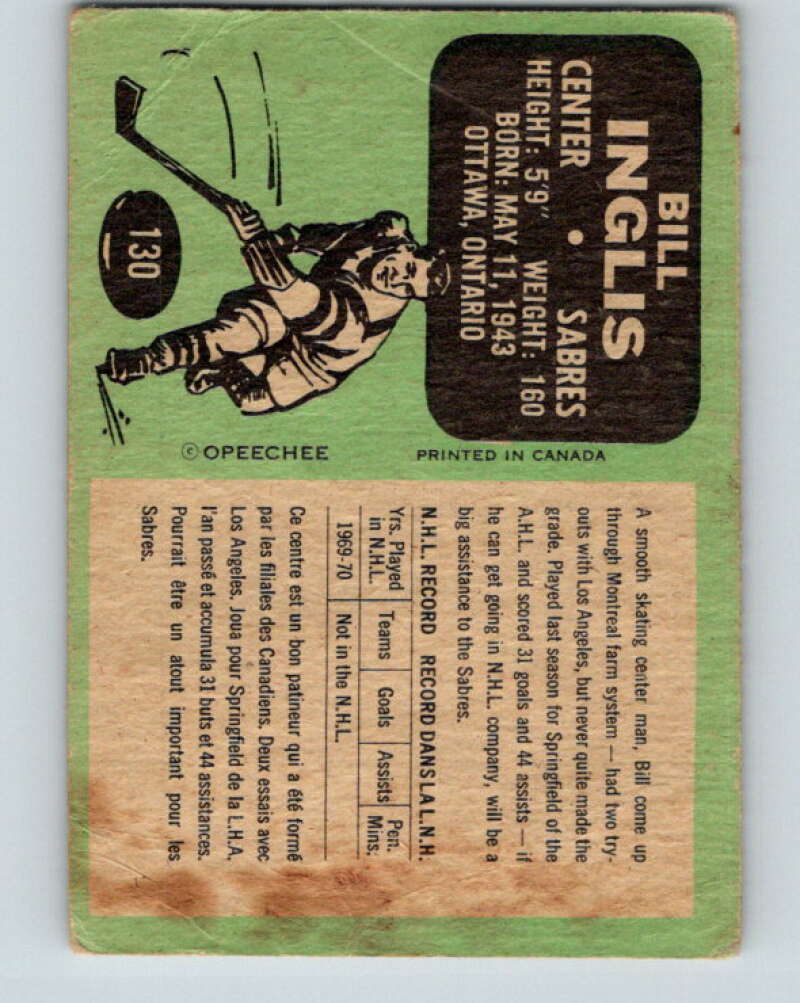 BILL
INGLIS
CENTER • SABRES
HEIGHT: 5'9" WEIGHT: 160
BORN: MAY 11, 1943
OTTAWA, ONTARIO
130
© OPEECHEE
PRINTED IN CANADA
A smooth skating center man, Bill come up
through Montreal farm system — had two try-
outs with Los Angeles, but never quite made the
grade. Played last season for Springfield of the
A.H.L. and scored 31 goals and 44 assists — if
he can get going in N.H.L. company, will be a
big assistance to the Sabres.
N.H.L. RECORD RECORD DANS LA L.N.H.
Yrs. Played in N.H.L. Teams Goals Assists Pen. Mins.
1969-70 Not in the N.H.L.
Ce centre est un bon patineur qui a été formé
par les filiales des Canadiens. Deux essais avec
Los Angeles. Joua pour Springfield de la L.H.A.
l'an passé et accumula 31 buts et 44 assistances.
Pourrait être un atout important pour les
Sabres.